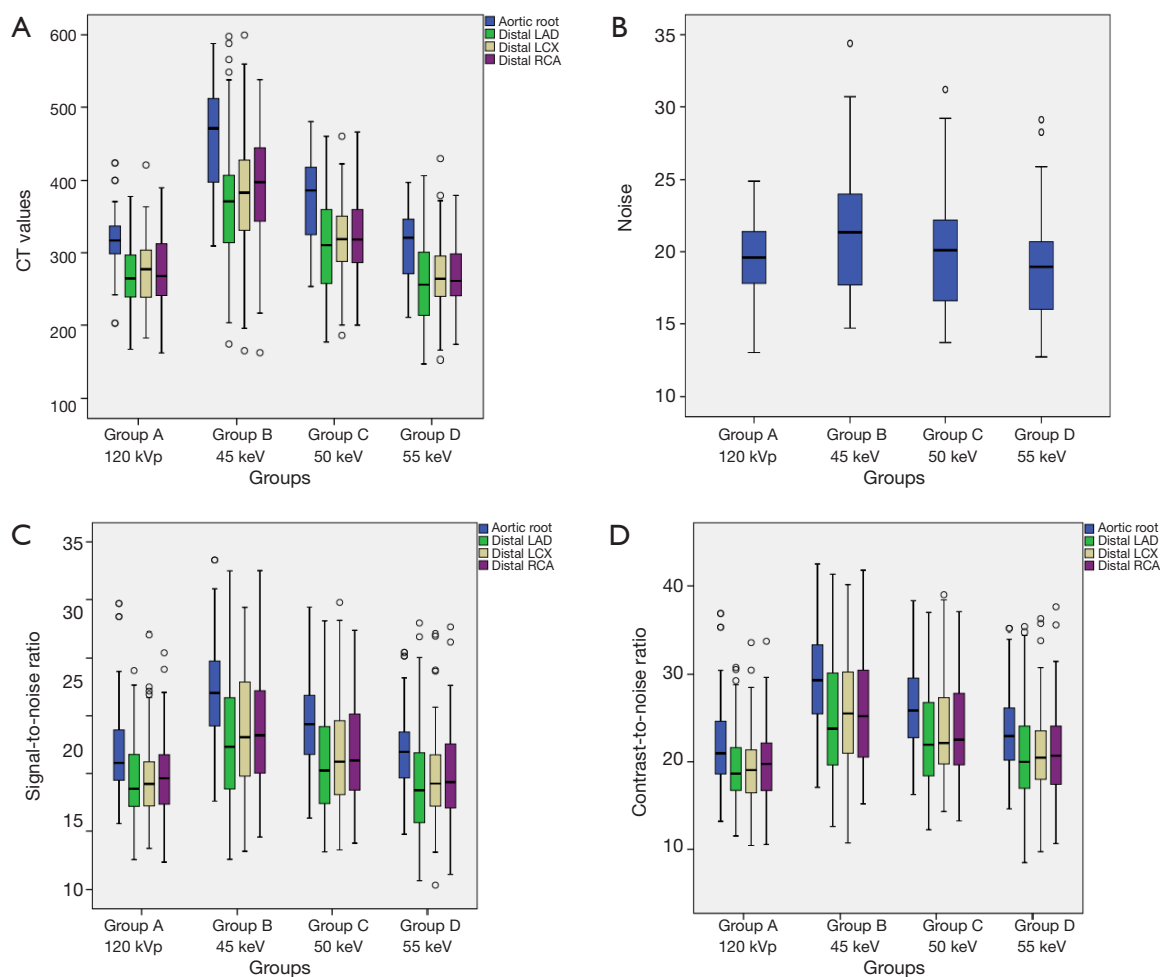 A
CT values
600
500
400
300
200
100
Aortic root
Distal LAD
Distal LCX
Distal RCA
Group A
120 kVp
Group B
45 keV
Group C
50 keV
Group D
55 keV
Groups
B
Noise
35
30
25
20
15
10
Group A
120 kVp
Group B
45 keV
Group C
50 keV
Group D
55 keV
Groups
C
Signal-to-noise ratio
35
30
25
20
15
10
Aortic root
Distal LAD
Distal LCX
Distal RCA
Group A
120 kVp
Group B
45 keV
Group C
50 keV
Group D
55 keV
Groups
D
Contrast-to-noise ratio
40
30
20
10
Aortic root
Distal LAD
Distal LCX
Distal RCA
Group A
120 kVp
Group B
45 keV
Group C
50 keV
Group D
55 keV
Groups